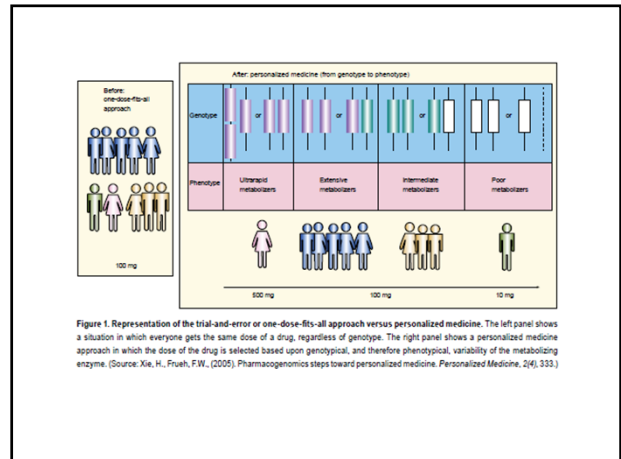 Before:
one-dose-fits-all
approach
100 mg
After: personalized medicine (from genotype to phenotype)
Genotype
or
or
or
or
Phenotype
Ultrarapid
metabolizers
Extensive
metabolizers
Intermediate
metabolizers
Poor
metabolizers
500 mg
100 mg
10 mg
Figure 1. Representation of the trial-and-error or one-dose-fits-all approach versus personalized medicine. The left panel shows
a situation in which everyone gets the same dose of a drug, regardless of genotype. The right panel shows a personalized medicine
approach in which the dose of the drug is selected based upon genotypical, and therefore phenotypical, variability of the metabolizing
enzyme. (Source: Xie, H., Frueh, F.W., (2005). Pharmacogenomics steps toward personalized medicine. Personalized Medicine, 2(4), 333.)